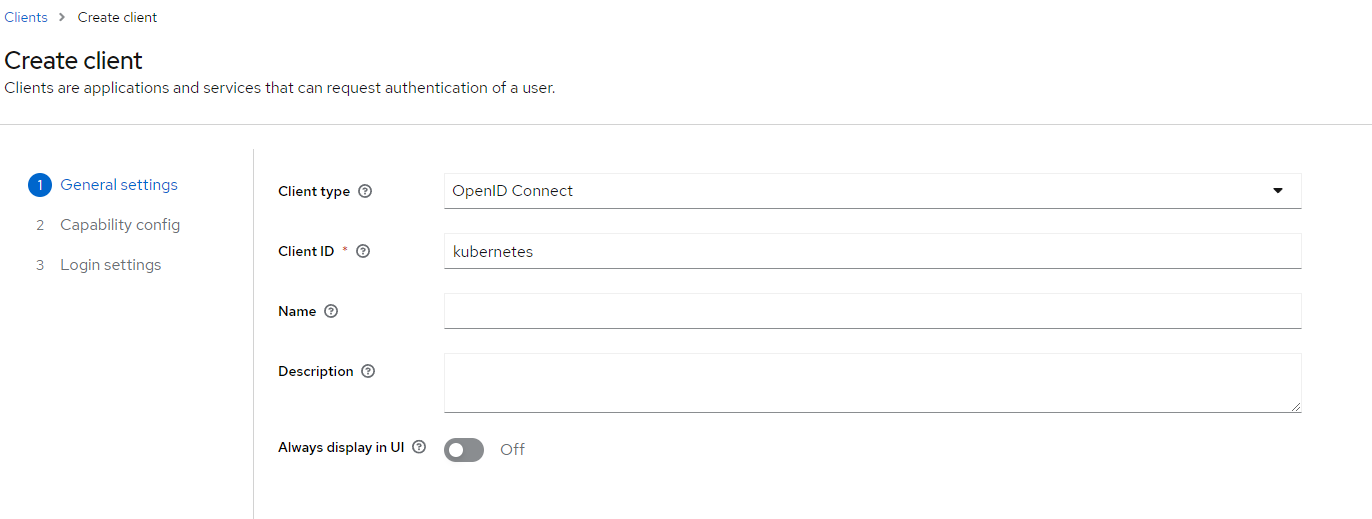 Clients > Create client
Create client
Clients are applications and services that can request authentication of a user.
1 General settings
2 Capability config
3 Login settings
Client type
OpenID Connect
Client ID *
kubernetes
Name
Description
Always display in UI
Off